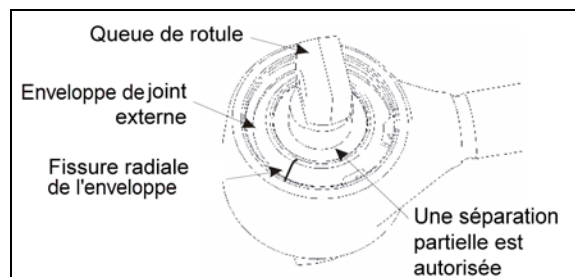 Queue de rotule
Enveloppe de joint
externe
Fissure radiale
de l'enveloppe
Une séparation
partielle est
autorisée